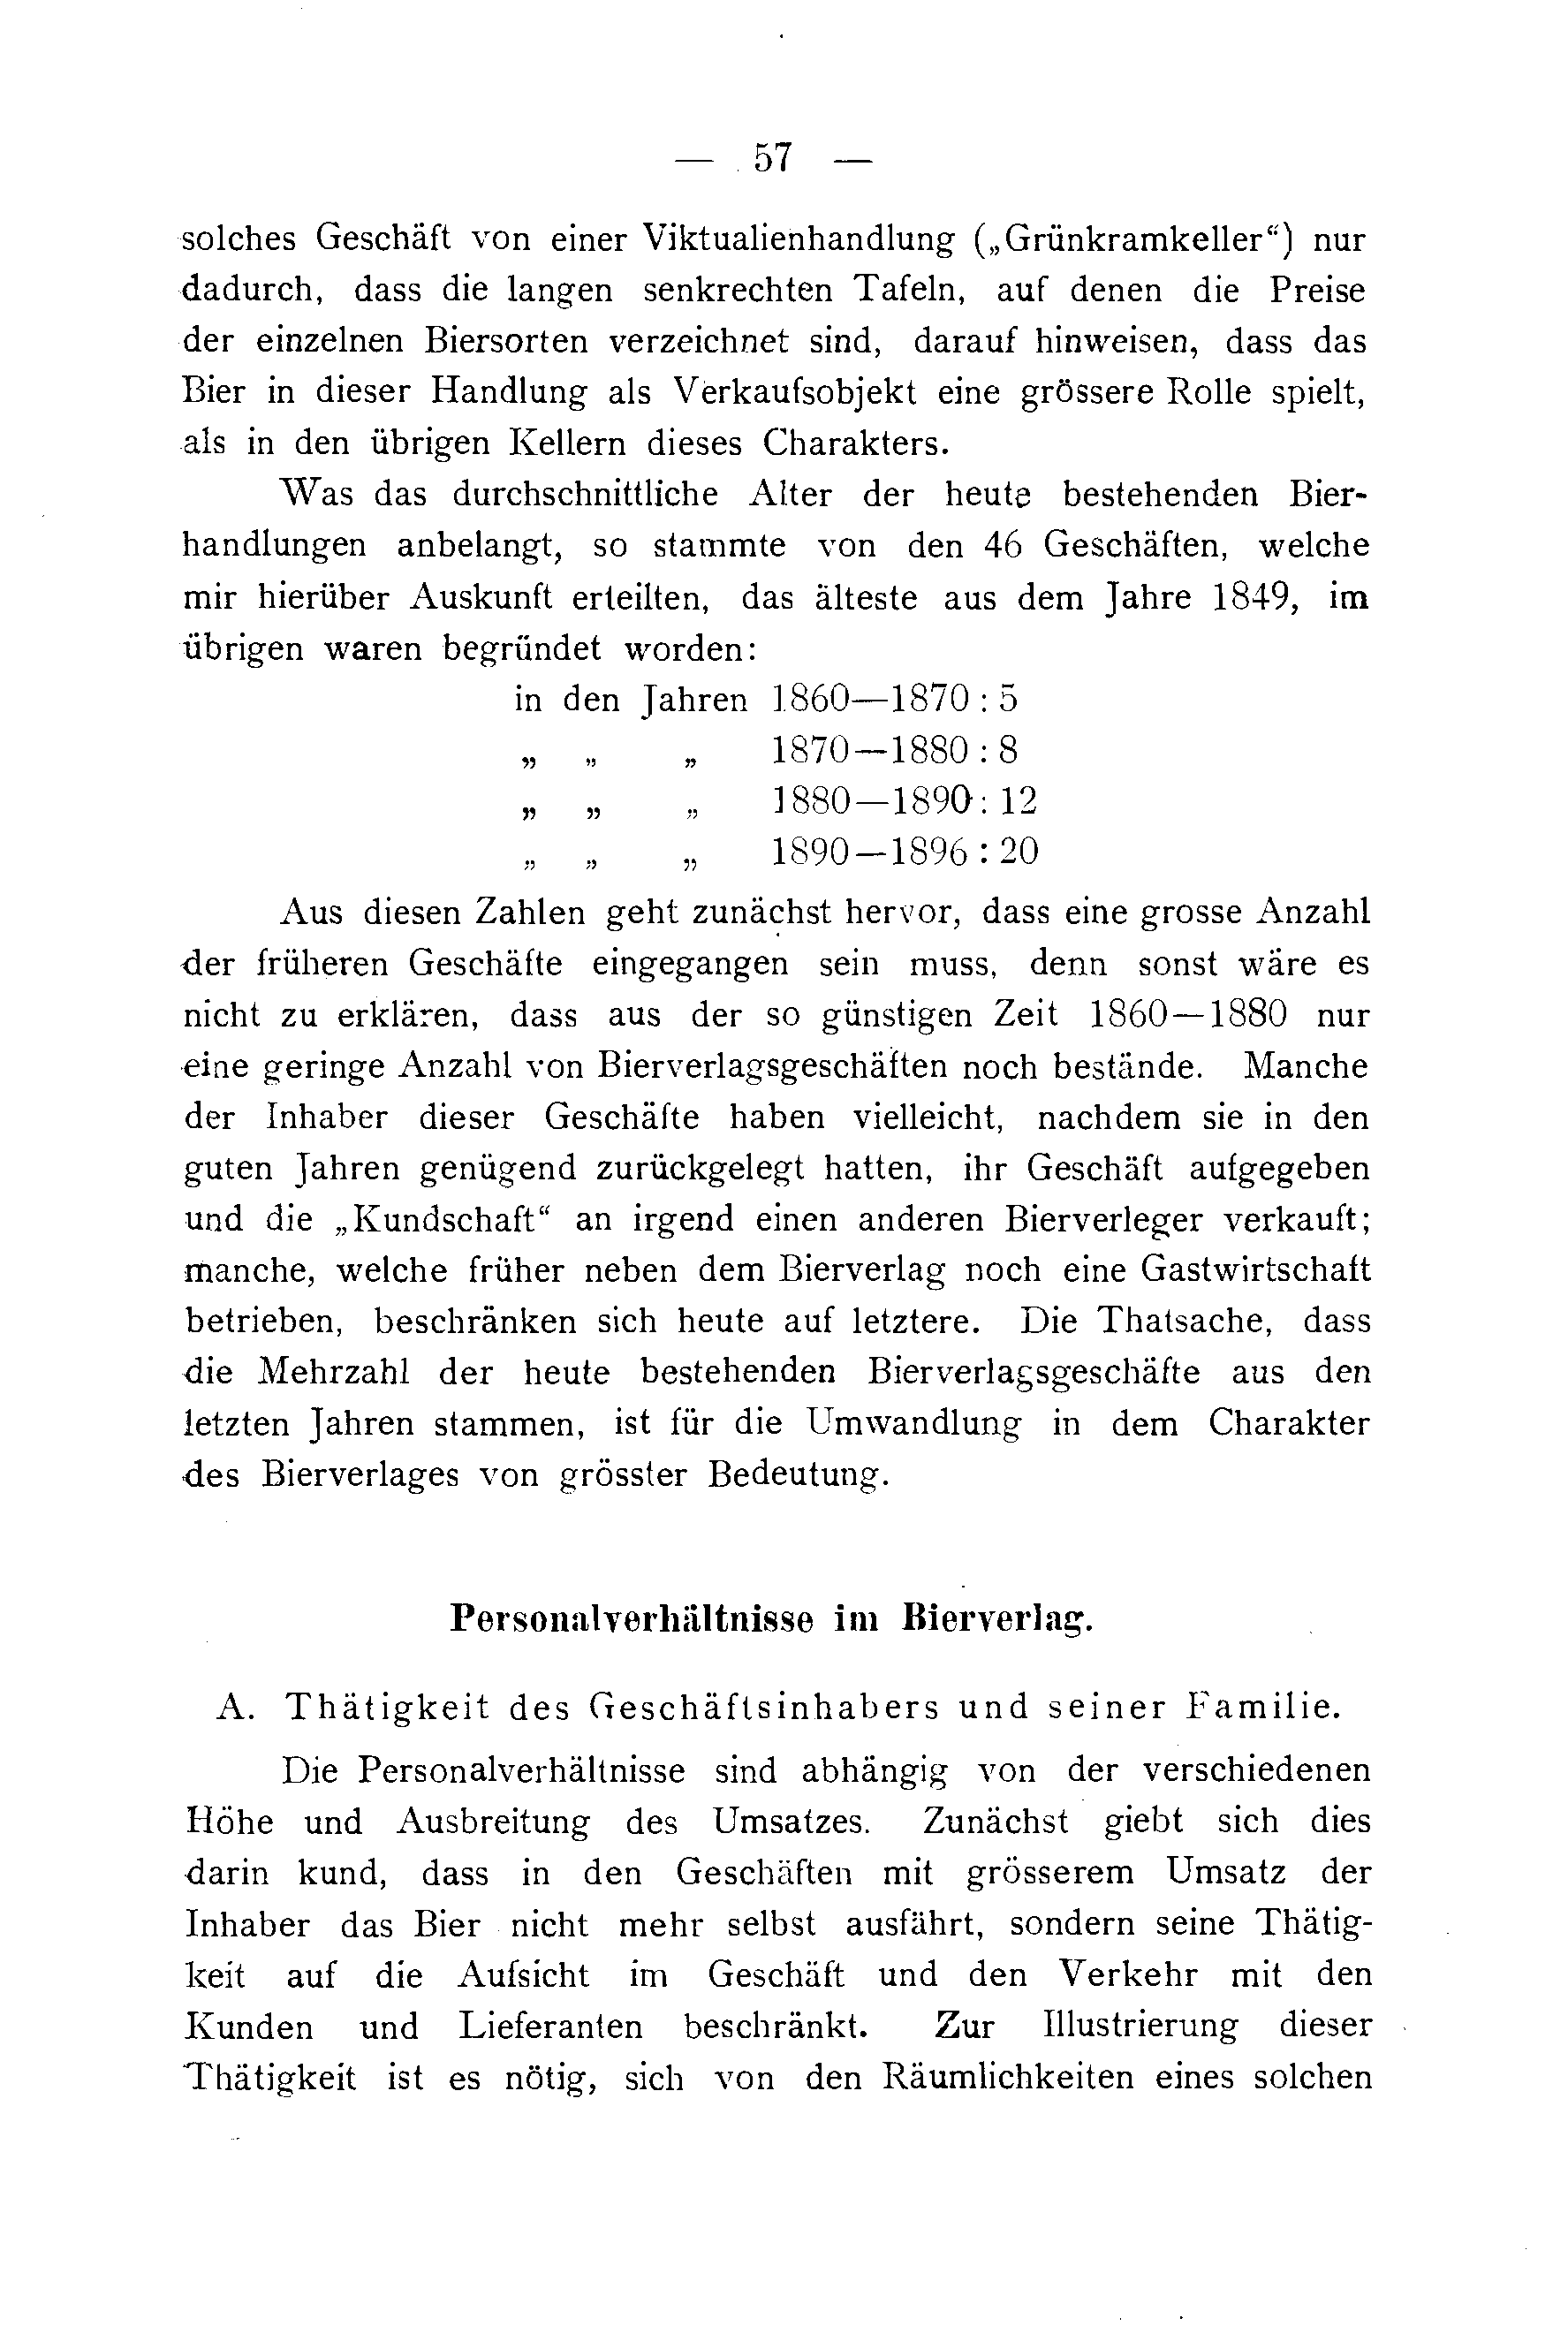 — 57 —
solches Geschäft von einer Viktualienhandlung („Grünkramkeller“) nur
dadurch, dass die langen senkrechten Tafeln, auf denen die Preise
der einzelnen Biersorten verzeichnet sind, darauf hinweisen, dass das
Bier in dieser Handlung als Verkaufsobjekt eine grössere Rolle spielt,
als in den übrigen Kellern dieses Charakters.
Was das durchschnittliche Alter der heute bestehenden Bier-
handlungen anbelangt, so stammte von den 46 Geschäften, welche
mir hierüber Auskunft erteilten, das älteste aus dem Jahre 1849, im
übrigen waren begründet worden:
in den Jahren 1860—1870 : 5
„ „ „ 1870—1880 : 8
„ „ „ 1880—1890 : 12
„ „ „ 1890—1896 : 20
Aus diesen Zahlen geht zunächst hervor, dass eine grosse Anzahl
der früheren Geschäfte eingegangen sein muss, denn sonst wäre es
nicht zu erklären, dass aus der so günstigen Zeit 1860—1880 nur
eine geringe Anzahl von Bierverlagsgeschäften noch bestände. Manche
der Inhaber dieser Geschäfte haben vielleicht, nachdem sie in den
guten Jahren genügend zurückgelegt hatten, ihr Geschäft aufgegeben
und die „Kundschaft“ an irgend einen anderen Bierverleger verkauft;
manche, welche früher neben dem Bierverlag noch eine Gastwirtschaft
betrieben, beschränken sich heute auf letztere. Die Thatsache, dass
die Mehrzahl der heute bestehenden Bierverlagsgeschäfte aus den
letzten Jahren stammen, ist für die Umwandlung in dem Charakter
des Bierverlages von grösster Bedeutung.
Personalverhältnisse im Bierverlag.
A. Thätigkeit des Geschäftsinhabers und seiner Familie.
Die Personalverhältnisse sind abhängig von der verschiedenen
Höhe und Ausbreitung des Umsatzes. Zunächst giebt sich dies
darin kund, dass in den Geschäften mit grösserem Umsatz der
Inhaber das Bier nicht mehr selbst ausfährt, sondern seine Thätig-
keit auf die Aufsicht im Geschäft und den Verkehr mit den
Kunden und Lieferanten beschränkt. Zur Illustrierung dieser
Thätigkeit ist es nötig, sich von den Räumlichkeiten eines solchen